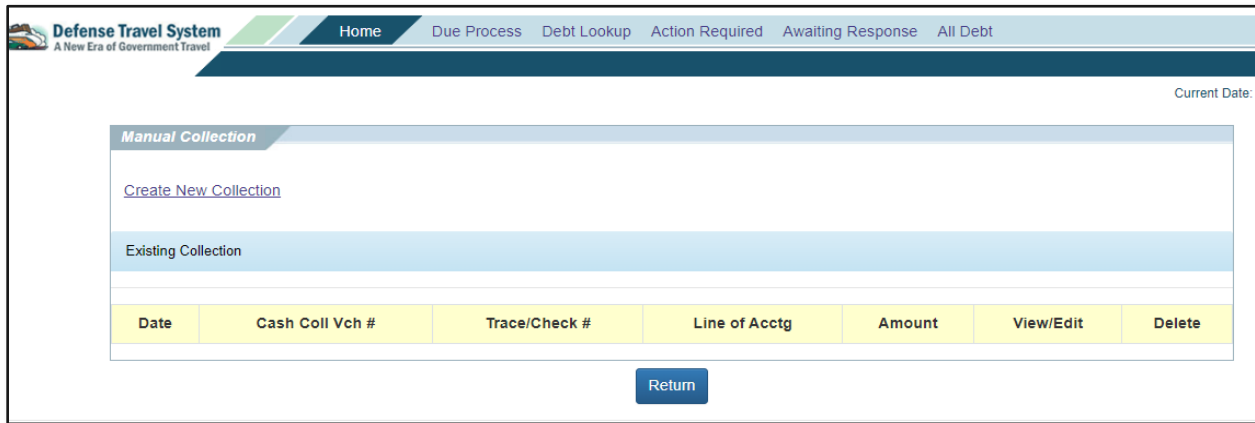 Defense Travel System
A New Era of Government Travel
Home Due Process Debt Lookup Action Required Awaiting Response All Debt
Current Date:
Manual Collection
Create New Collection
Existing Collection
Date Cash Coll Vch # Trace/Check # Line of Acctg Amount View/Edit Delete
Return